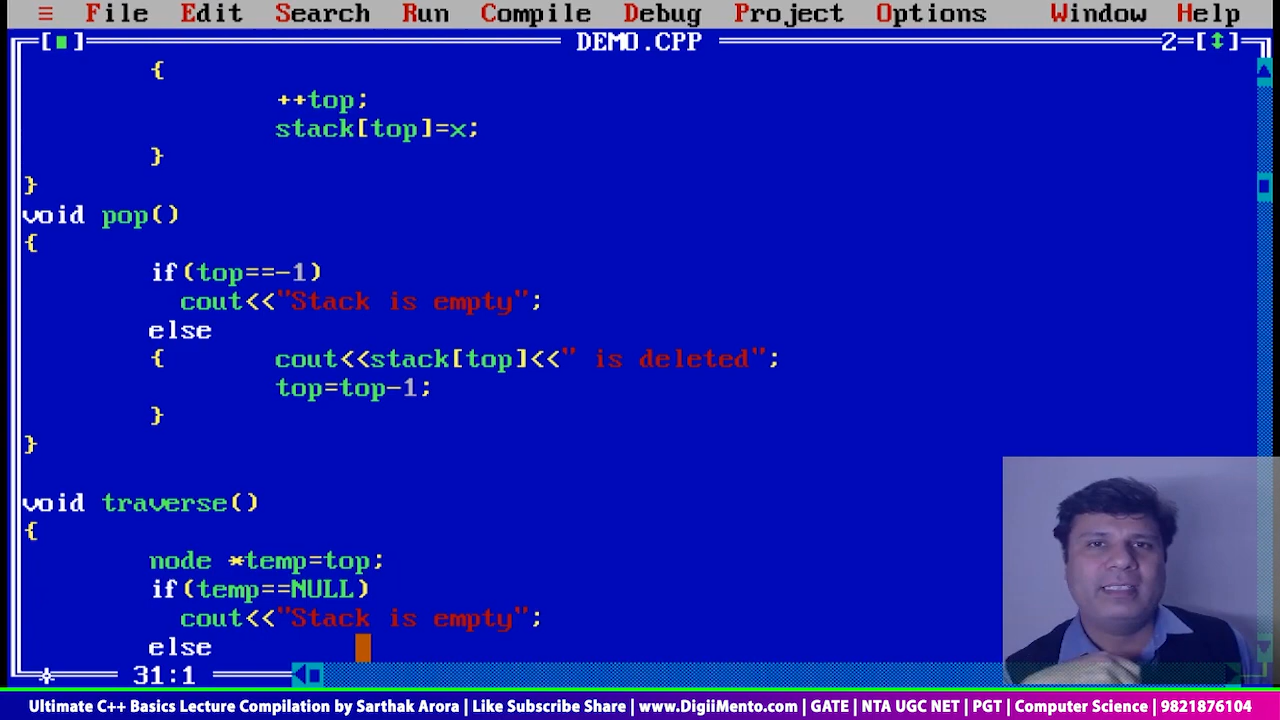 ≡ File Edit Search Run Compile Debug Project Options Window Help
[■] DEMO.CPP 2=[↕]
{
++top;
stack[top]=x;
}
}
void pop()
{
if(top==-1)
cout<<"Stack is empty";
else
{ cout<<stack[top]<<" is deleted";
top=top-1;
}
}
void traverse()
{
node *temp=top;
if(temp==NULL)
cout<<"Stack is empty";
else
31:1
Ultimate C++ Basics Lecture Compilation by Sarthak Arora | Like Subscribe Share | www.DigiiMento.com | GATE | NTA UGC NET | PGT | Computer Science | 9821876104